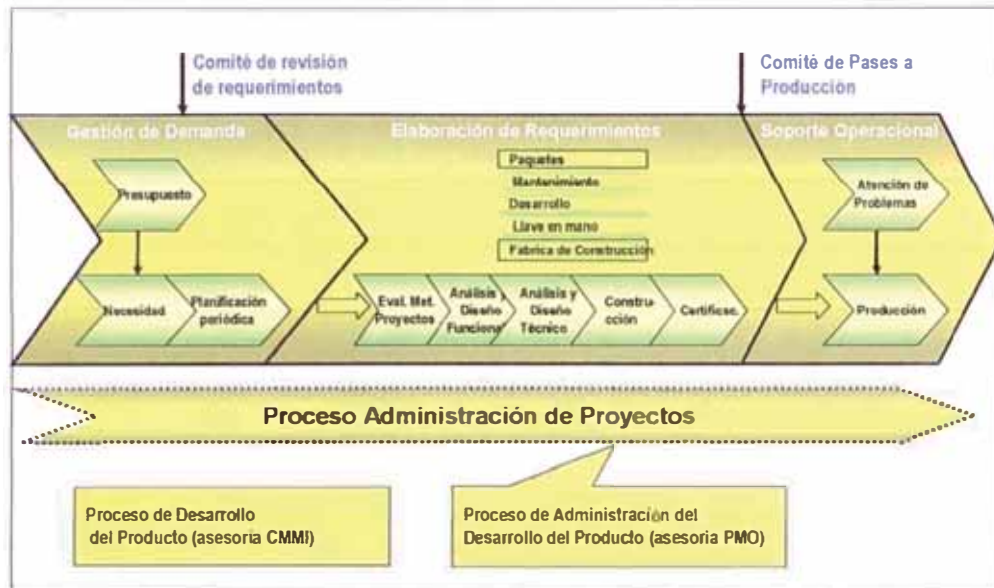 Comité de revisión
de requerimientos
Comité de Pases a
Producción
Gestión de Demanda
Elaboración de Requerimientos
Soporte Operacional
Presupuesto
Paquetes
Mantenimiento
Desarrollo
Llave en mano
Fabrica de Construcción
Atención de
Problemas
Necesidad
Planificación
periódica
Eval. Met.
Proyectos
Análisis y
Diseño
Funcional
Análisis y
Diseño
Técnico
Constru-
cción
Certificac.
Producción
Proceso Administración de Proyectos
Proceso de Desarrollo
del Producto (asesoria CMMI)
Proceso de Administración del
Desarrollo del Producto (asesoria PMO)